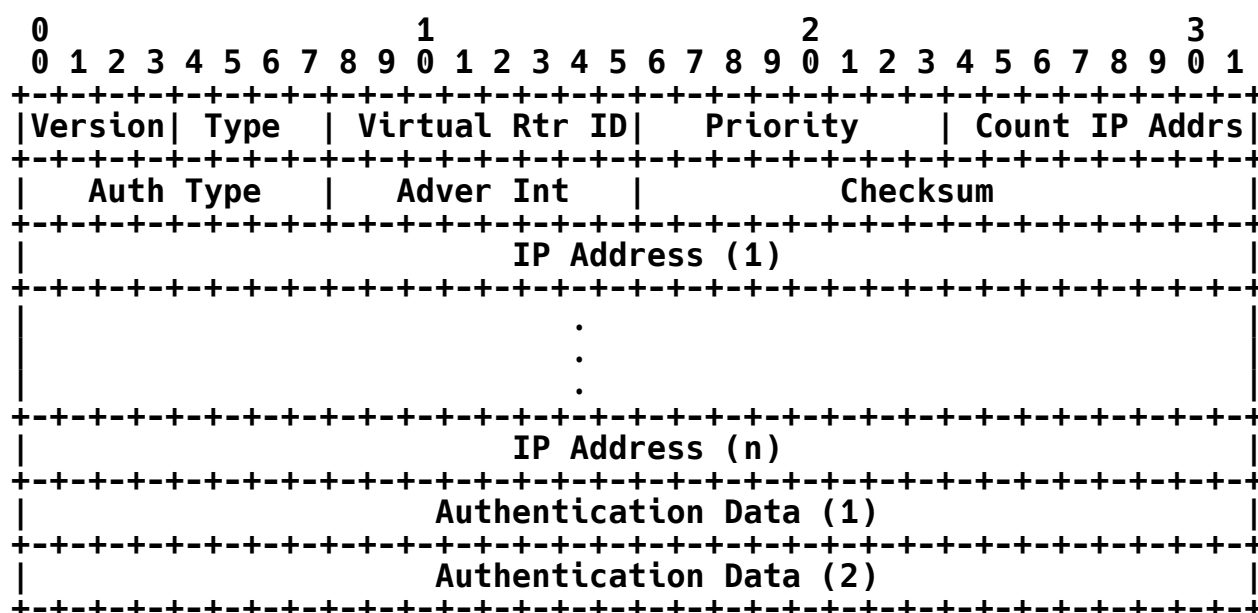 0                   1                   2                   3
 0 1 2 3 4 5 6 7 8 9 0 1 2 3 4 5 6 7 8 9 0 1 2 3 4 5 6 7 8 9 0 1
+-+-+-+-+-+-+-+-+-+-+-+-+-+-+-+-+-+-+-+-+-+-+-+-+-+-+-+-+-+-+-+-+
|Version| Type  | Virtual Rtr ID|   Priority    | Count IP Addrs|
+-+-+-+-+-+-+-+-+-+-+-+-+-+-+-+-+-+-+-+-+-+-+-+-+-+-+-+-+-+-+-+-+
|   Auth Type   |   Adver Int   |          Checksum             |
+-+-+-+-+-+-+-+-+-+-+-+-+-+-+-+-+-+-+-+-+-+-+-+-+-+-+-+-+-+-+-+-+
|                         IP Address (1)                        |
+-+-+-+-+-+-+-+-+-+-+-+-+-+-+-+-+-+-+-+-+-+-+-+-+-+-+-+-+-+-+-+-+
|                            .                                  |
|                            .                                  |
|                            .                                  |
+-+-+-+-+-+-+-+-+-+-+-+-+-+-+-+-+-+-+-+-+-+-+-+-+-+-+-+-+-+-+-+-+
|                         IP Address (n)                        |
+-+-+-+-+-+-+-+-+-+-+-+-+-+-+-+-+-+-+-+-+-+-+-+-+-+-+-+-+-+-+-+-+
|                     Authentication Data (1)                   |
+-+-+-+-+-+-+-+-+-+-+-+-+-+-+-+-+-+-+-+-+-+-+-+-+-+-+-+-+-+-+-+-+
|                     Authentication Data (2)                   |
+-+-+-+-+-+-+-+-+-+-+-+-+-+-+-+-+-+-+-+-+-+-+-+-+-+-+-+-+-+-+-+-+